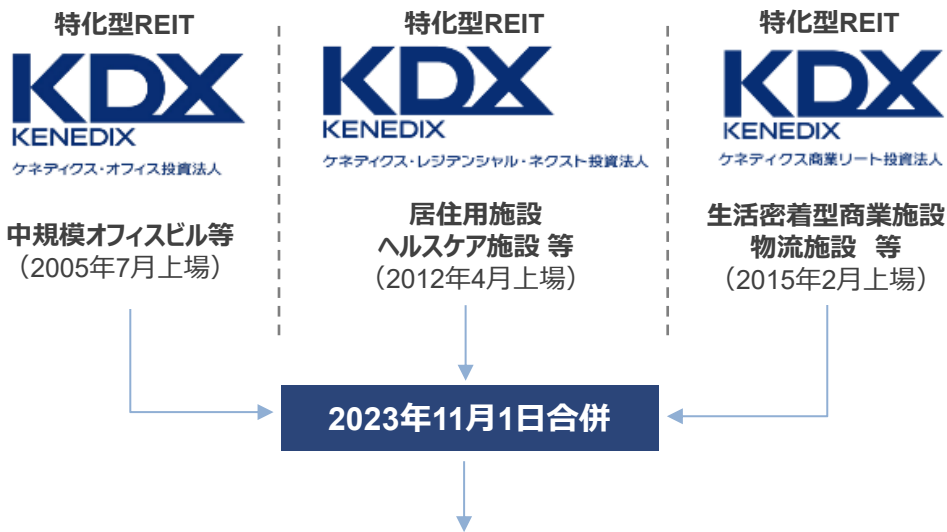 特化型REIT
KDX
KENEDIX
ケネディクス・オフィス投資法人
中規模オフィスビル等
（2005年7月上場）
特化型REIT
KDX
KENEDIX
ケネディクス・レジデンシャル・ネクスト投資法人
居住用施設
ヘルスケア施設 等
（2012年4月上場）
特化型REIT
KDX
KENEDIX
ケネディクス商業リート投資法人
生活密着型商業施設
物流施設 等
（2015年2月上場）
2023年11月1日合併